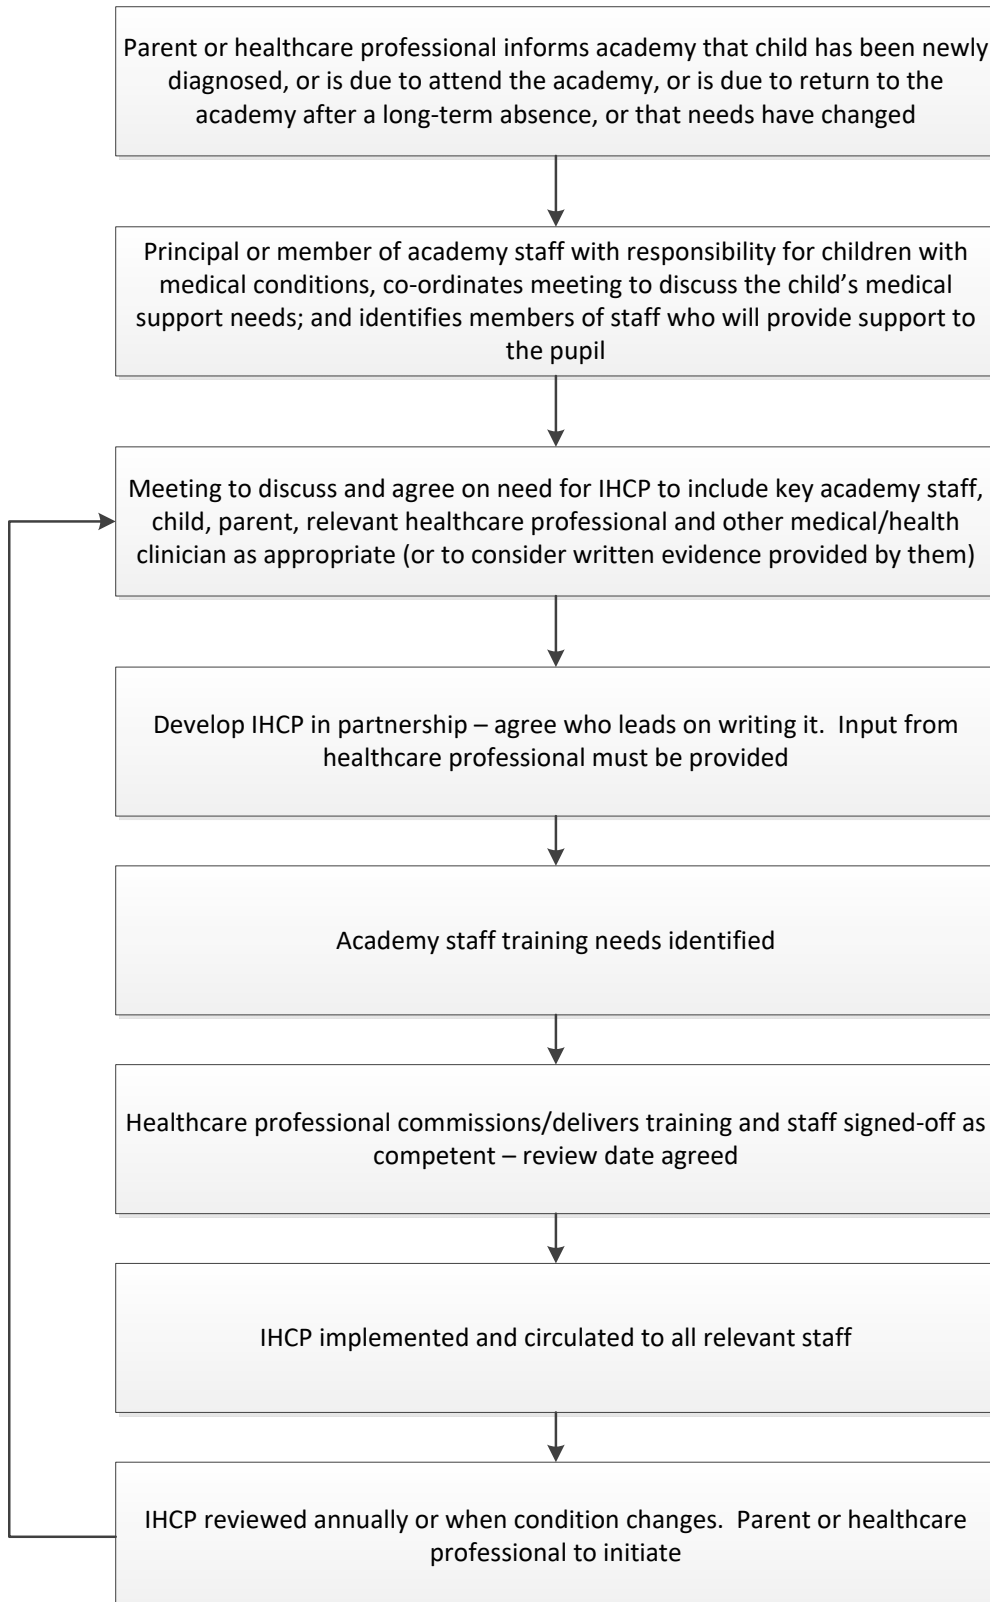 Parent or healthcare professional informs academy that child has been newly
diagnosed, or is due to attend the academy, or is due to return to the
academy after a long-term absence, or that needs have changed
Principal or member of academy staff with responsibility for children with
medical conditions, co-ordinates meeting to discuss the child’s medical
support needs; and identifies members of staff who will provide support to
the pupil
Meeting to discuss and agree on need for IHCP to include key academy staff,
child, parent, relevant healthcare professional and other medical/health
clinician as appropriate (or to consider written evidence provided by them)
Develop IHCP in partnership – agree who leads on writing it.  Input from
healthcare professional must be provided
Academy staff training needs identified
Healthcare professional commissions/delivers training and staff signed-off as
competent – review date agreed
IHCP implemented and circulated to all relevant staff
IHCP reviewed annually or when condition changes.  Parent or healthcare
professional to initiate